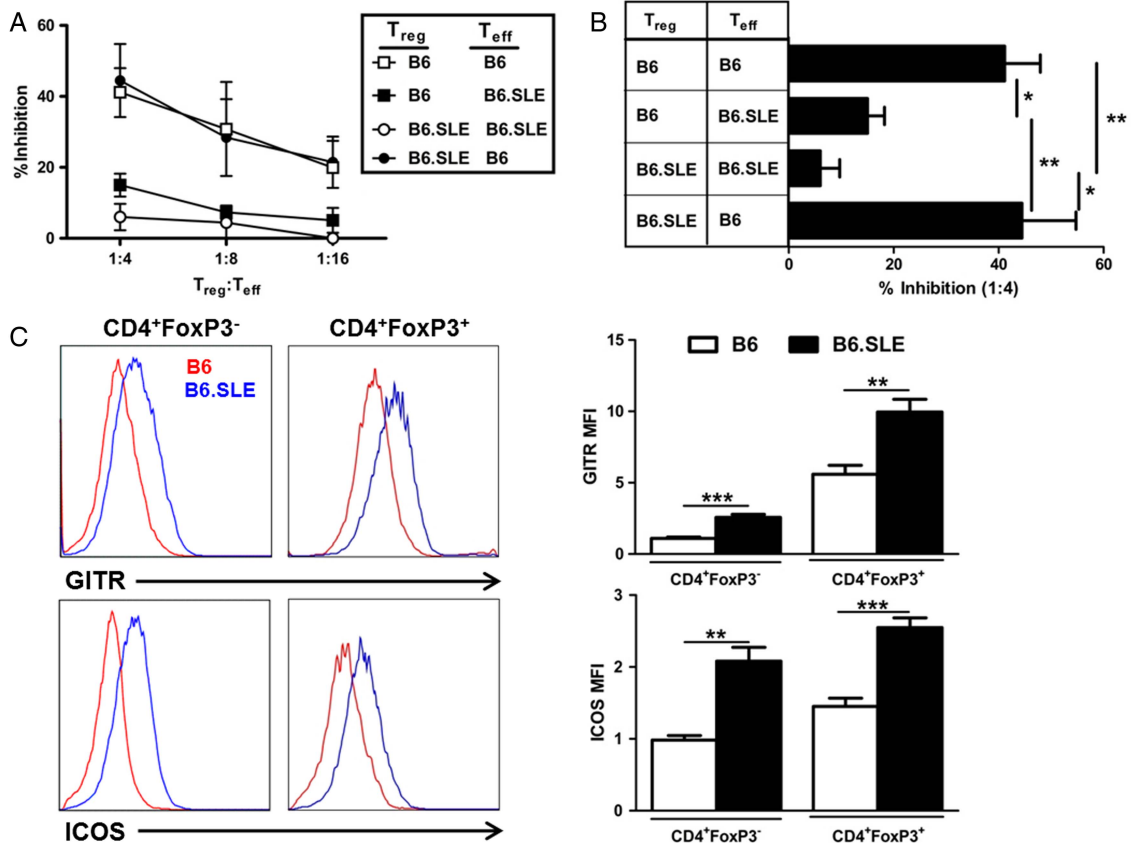 A
60
40
20
0
% Inhibition
1:4 1:8 1:16
Treg:Teff
Treg Teff
B6 B6
B6 B6.SLE
B6.SLE B6.SLE
B6.SLE B6
B
Treg Teff
B6 B6
B6 B6.SLE
B6.SLE B6.SLE
B6.SLE B6
*
**
**
*
0 20 40 60
% Inhibition (1:4)
C
CD4+FoxP3- CD4+FoxP3+
B6
B6.SLE
GITR
ICOS
B6 B6.SLE
15
10
5
0
GITR MFI
***
**
CD4+FoxP3- CD4+FoxP3+
3
2
1
0
ICOS MFI
**
***
CD4+FoxP3- CD4+FoxP3+